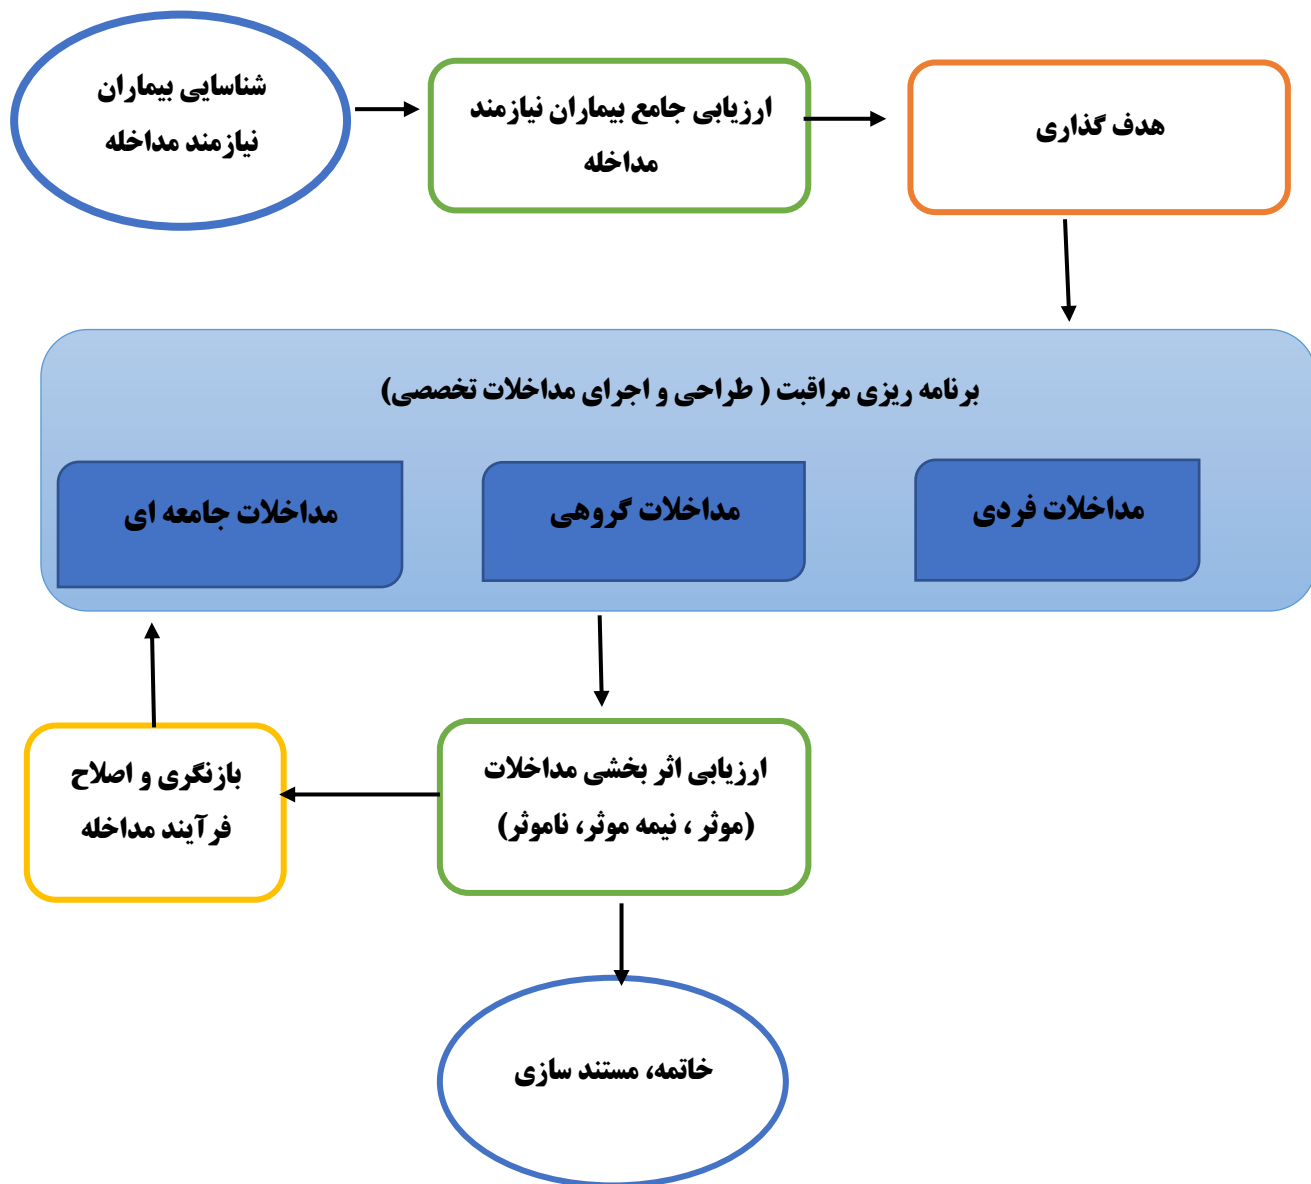 شناسایی بیماران
نیازمند مداخله
ارزیابی جامع بیماران نیازمند
مداخله
هدف گذاری
برنامه ریزی مراقبت ( طراحی و اجرای مداخلات تخصصی)
مداخلات فردی
مداخلات گروهی
مداخلات جامعه ای
ارزیابی اثر بخشی مداخلات
(موثر ، نیمه موثر، ناموثر)
بازنگری و اصلاح
فرآیند مداخله
خاتمه، مستند سازی